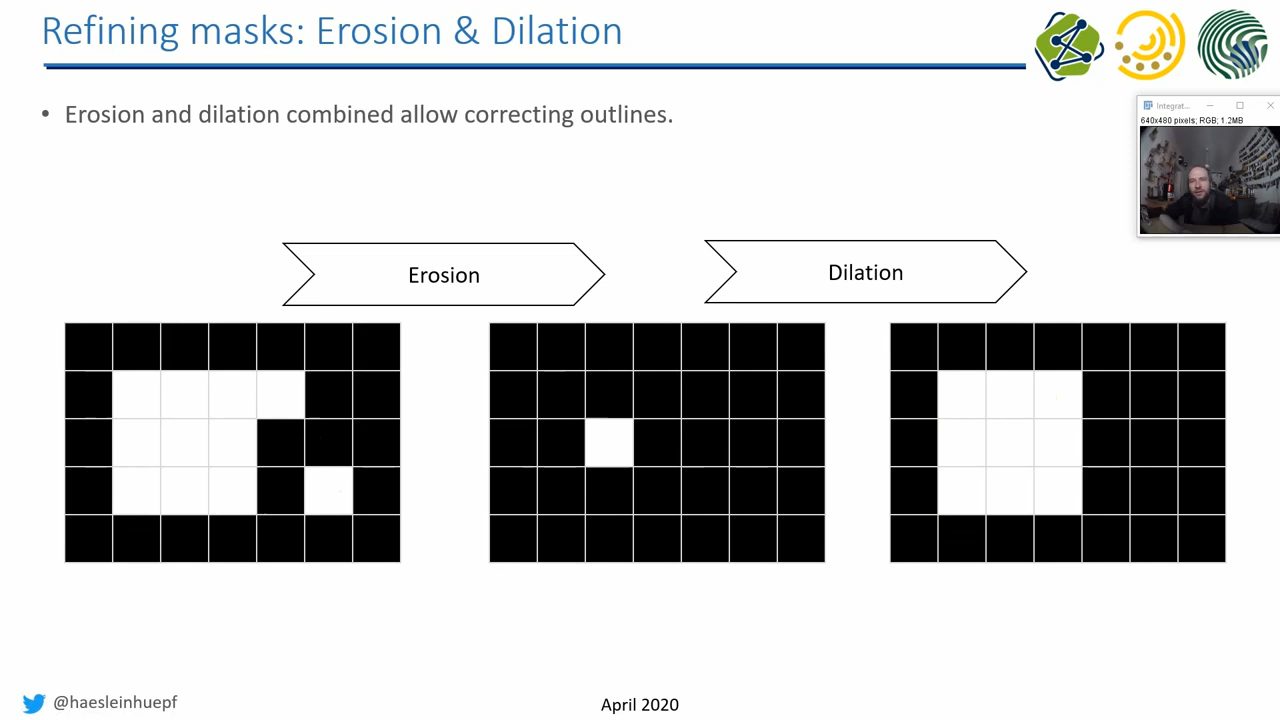 Refining masks: Erosion & Dilation
• Erosion and dilation combined allow correcting outlines.
Integrat...
640x480 pixels; RGB; 1.2MB
Erosion
Dilation
@haesleinhuepf
April 2020